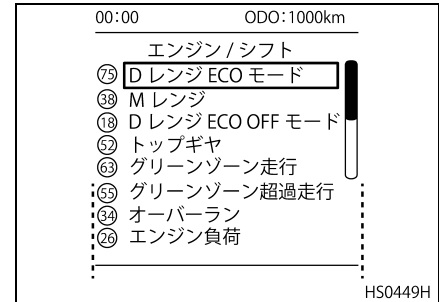 00:00 ODO:1000km
エンジン / シフト
75 D レンジ ECO モード
38 M レンジ
18 D レンジ ECO OFF モード
52 トップギヤ
63 グリーンゾーン走行
55 グリーンゾーン超過走行
34 オーバーラン
26 エンジン負荷
HS0449H